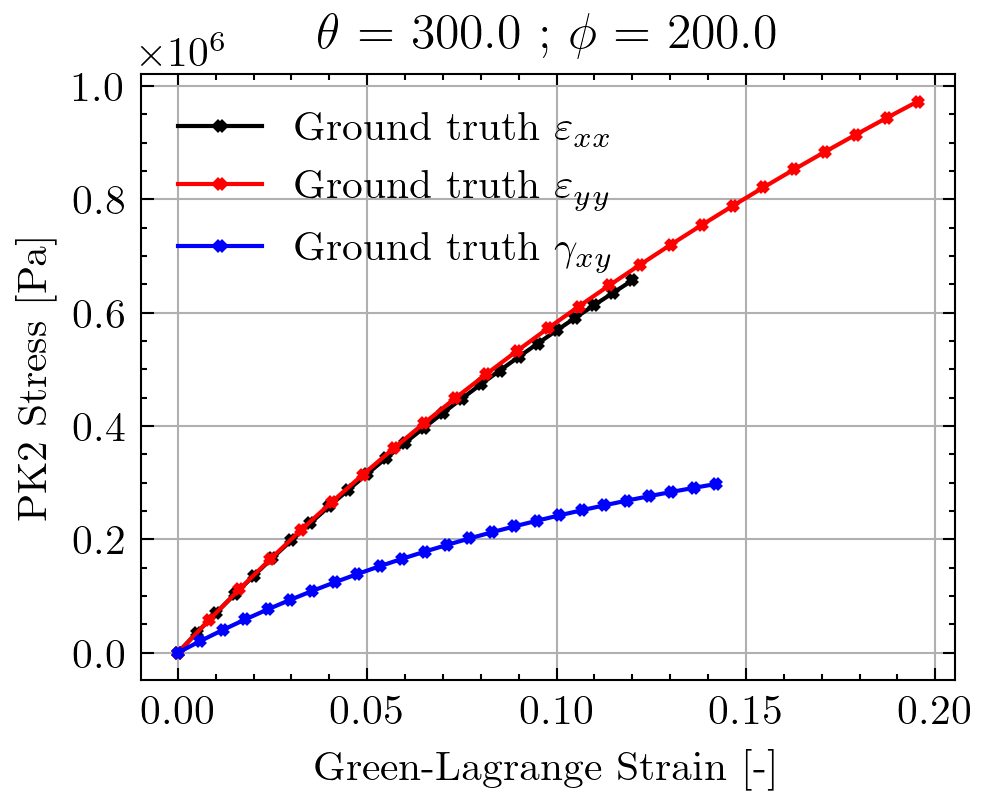 θ = 300.0 ; ϕ = 200.0
×10⁶
1.0
0.8
0.6
0.4
0.2
0.0
PK2 Stress [Pa]
Ground truth εxx
Ground truth εyy
Ground truth γxy
0.00 0.05 0.10 0.15 0.20
Green-Lagrange Strain [-]